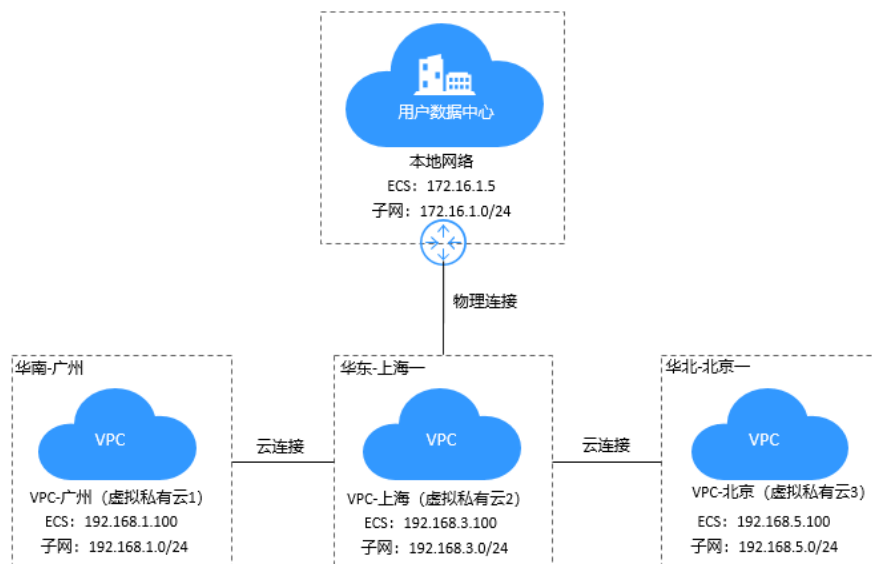 用户数据中心
本地网络
ECS：172.16.1.5
子网：172.16.1.0/24
物理连接
华南-广州
VPC
VPC-广州（虚拟私有云1）
ECS：192.168.1.100
子网：192.168.1.0/24
云连接
华东-上海一
VPC
VPC-上海（虚拟私有云2）
ECS：192.168.3.100
子网：192.168.3.0/24
云连接
华北-北京一
VPC
VPC-北京（虚拟私有云3）
ECS：192.168.5.100
子网：192.168.5.0/24